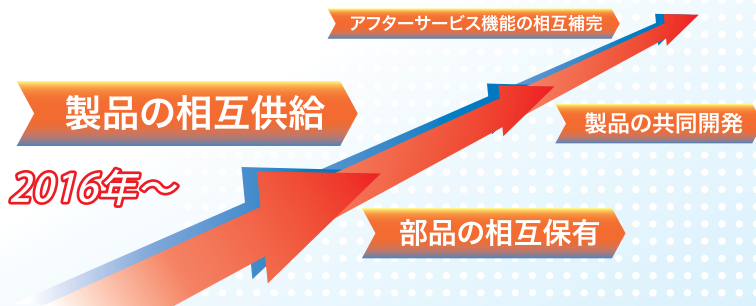 アフターサービス機能の相互補完
製品の相互供給
製品の共同開発
2016年～
部品の相互保有